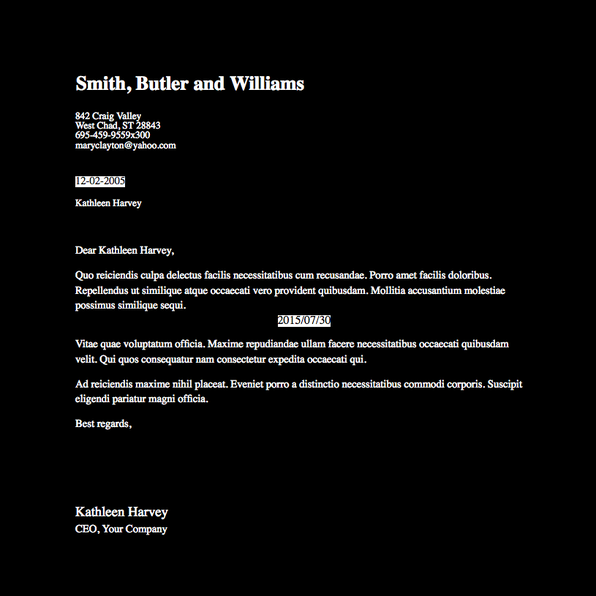 Smith, Butler and Williams
842 Craig Valley
West Chad, ST 28843
695-459-9559x300
maryclayton@yahoo.com
12-02-2005
Kathleen Harvey
Dear Kathleen Harvey,
Quo reiciendis culpa delectus facilis necessitatibus cum recusandae. Porro amet facilis doloribus.
Repellendus ut similique atque occaecati vero provident quibusdam. Mollitia accusantium molestiae
possimus similique sequi.
2015/07/30
Vitae quae voluptatum officia. Maxime repudiandae ullam facere necessitatibus occaecati quibusdam
velit. Qui quos consequatur nam consectetur expedita occaecati qui.
Ad reiciendis maxime nihil placeat. Eveniet porro a distinctio necessitatibus commodi corporis. Suscipit
eligendi pariatur magni officia.
Best regards,
Kathleen Harvey
CEO, Your Company